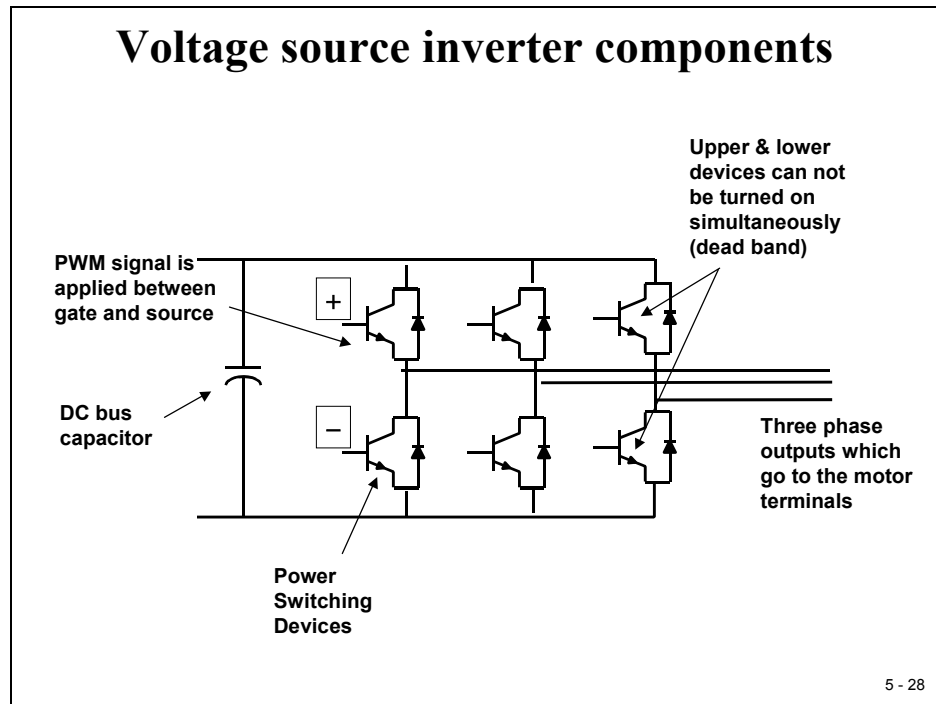 Voltage source inverter components
Upper & lower
devices can not
be turned on
simultaneously
(dead band)
PWM signal is
applied between
gate and source
+
DC bus
capacitor
−
Three phase
outputs which
go to the motor
terminals
Power
Switching
Devices
5 - 28